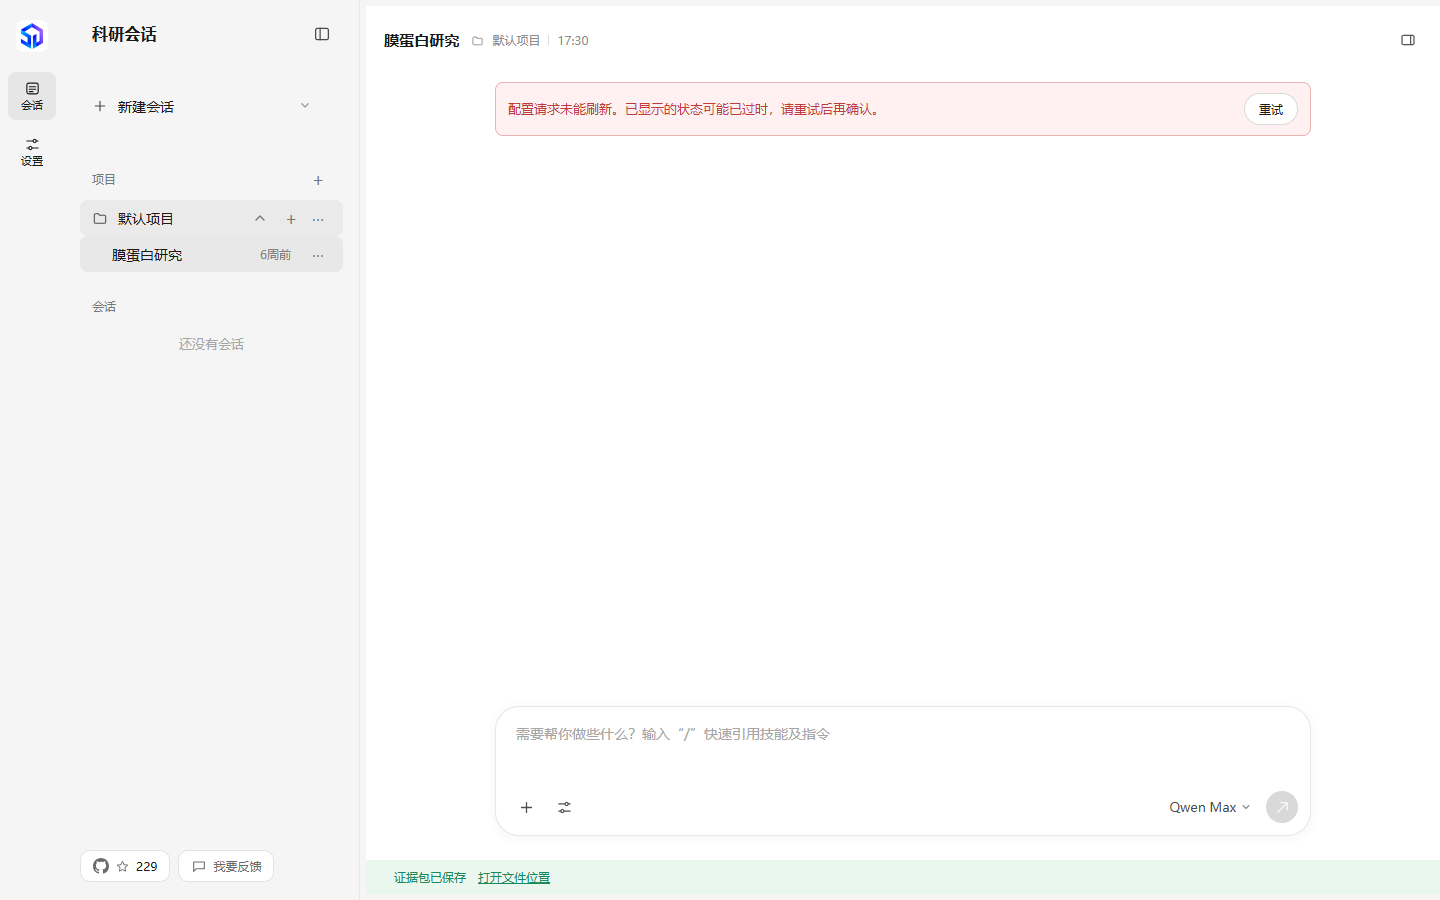 科研会话
会话
设置
新建会话
项目
默认项目
膜蛋白研究 6周前
会话
还没有会话
229
我要反馈
膜蛋白研究 默认项目 17:30
配置请求未能刷新。已显示的状态可能已过时，请重试后再确认。 重试
需要帮你做些什么？输入“/”快速引用技能及指令
Qwen Max
证据包已保存 打开文件位置